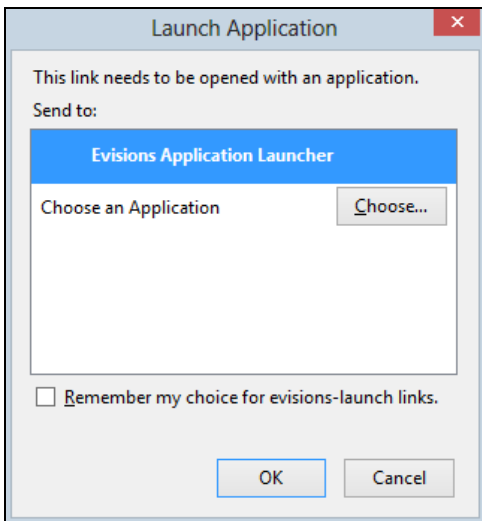 Launch Application
This link needs to be opened with an application.
Send to:
Evisions Application Launcher
Choose an Application
Choose...
Remember my choice for evisions-launch links.
OK
Cancel